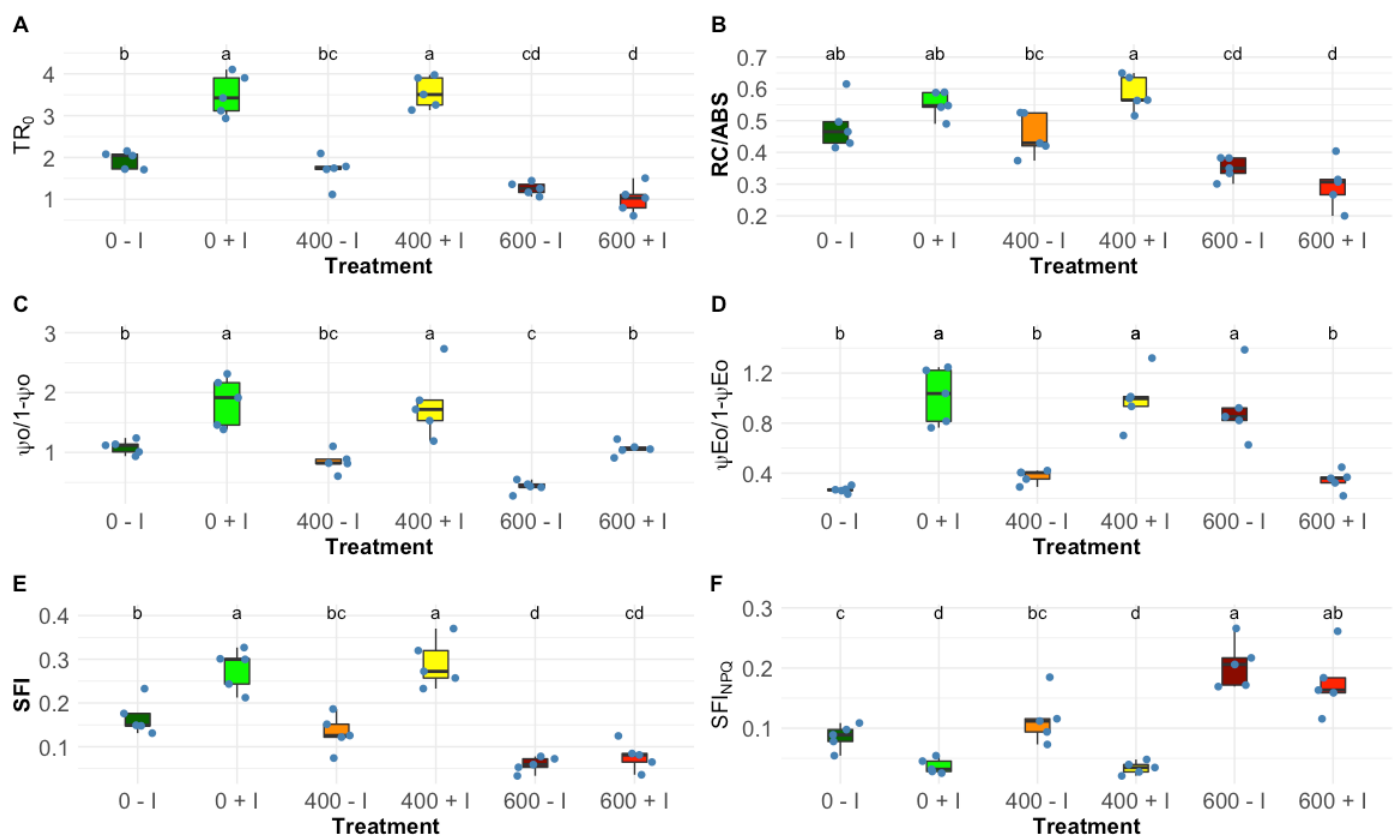 A
B
b a bc a cd d
ab ab bc a cd d
TR0
4
3
2
1
RC/ABS
0.7
0.6
0.5
0.4
0.3
0.2
0 - I 0 + I 400 - I 400 + I 600 - I 600 + I
Treatment
0 - I 0 + I 400 - I 400 + I 600 - I 600 + I
Treatment
C
D
b a bc a c b
b a b a a b
ψo/1-ψo
3
2
1
ψEo/1-ψEo
1.2
0.8
0.4
0 - I 0 + I 400 - I 400 + I 600 - I 600 + I
Treatment
0 - I 0 + I 400 - I 400 + I 600 - I 600 + I
Treatment
E
F
b a bc a d cd
c d bc d a ab
SFI
0.4
0.3
0.2
0.1
SFINPQ
0.3
0.2
0.1
0 - I 0 + I 400 - I 400 + I 600 - I 600 + I
Treatment
0 - I 0 + I 400 - I 400 + I 600 - I 600 + I
Treatment